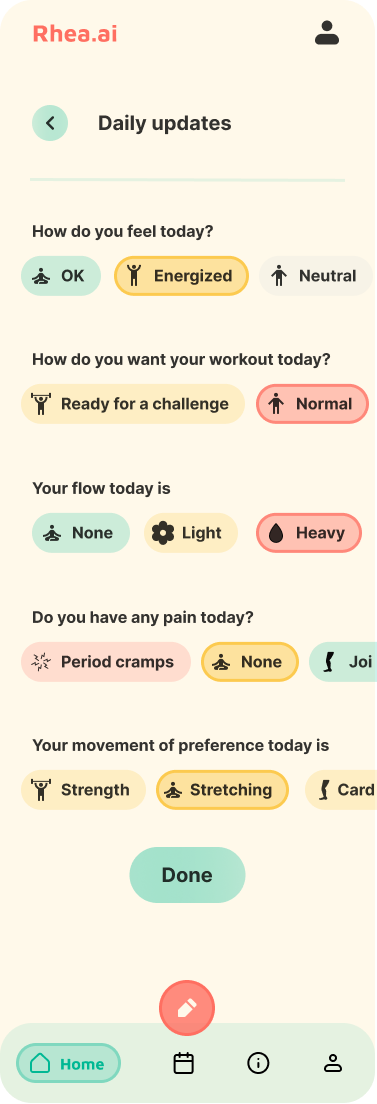 Rhea.ai
Daily updates
How do you feel today?
OK Energized Neutral
How do you want your workout today?
Ready for a challenge Normal
Your flow today is
None Light Heavy
Do you have any pain today?
Period cramps None Joi
Your movement of preference today is
Strength Stretching Card
Done
Home